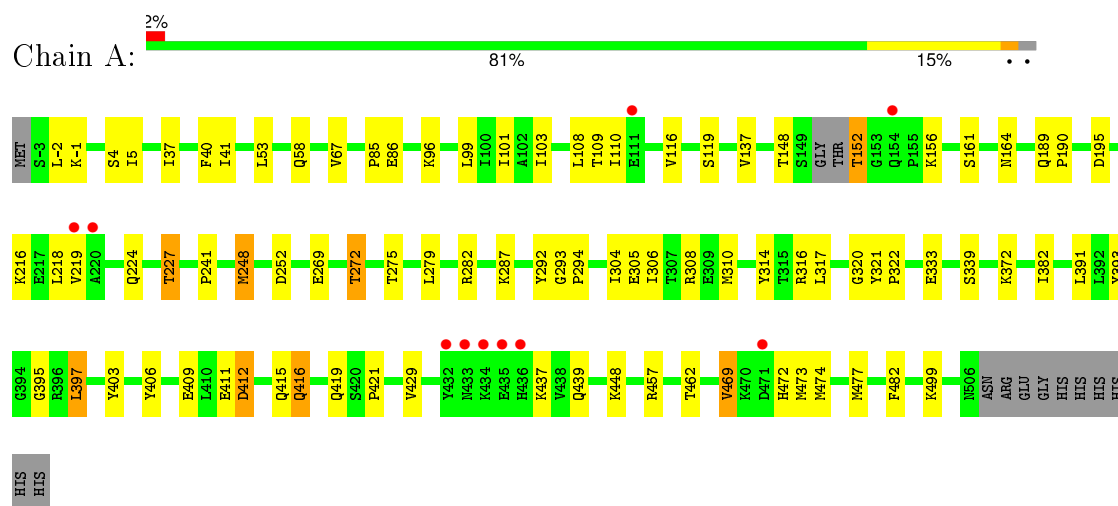 2%
Chain A:
81% 15% • •
MET S-3 L-2 K-1 S4 I5 I37 F40 I41 L53 Q58 V67 P85 E86 K96 L99 I100 I101 A102 I103 L108 T109 I110 E111 V116 S119 V137 T148 S149 GLY THR T152 G153 Q154 P155 K156 S161 N164 Q189 P190 D195
K216 E217 L218 V219 A220 Q224 T227 P241 M248 D252 E269 T272 T275 L279 R282 K287 Y292 G293 P294 I304 E305 I306 T307 R308 E309 M310 Y314 T315 R316 L317 G320 Y321 P322 E333 S339 K372 I382 L391 L392 Y393
G394 G395 R396 L397 Y403 Y406 E409 L410 E411 D412 Q415 Q416 Q419 S420 P421 V429 Y432 N433 K434 E435 H436 K437 V438 Q439 K448 R457 T462 V469 K470 D471 H472 M473 M474 M477 F482 K499 N506 ASN ARG GLU GLY HIS HIS HIS HIS
HIS HIS